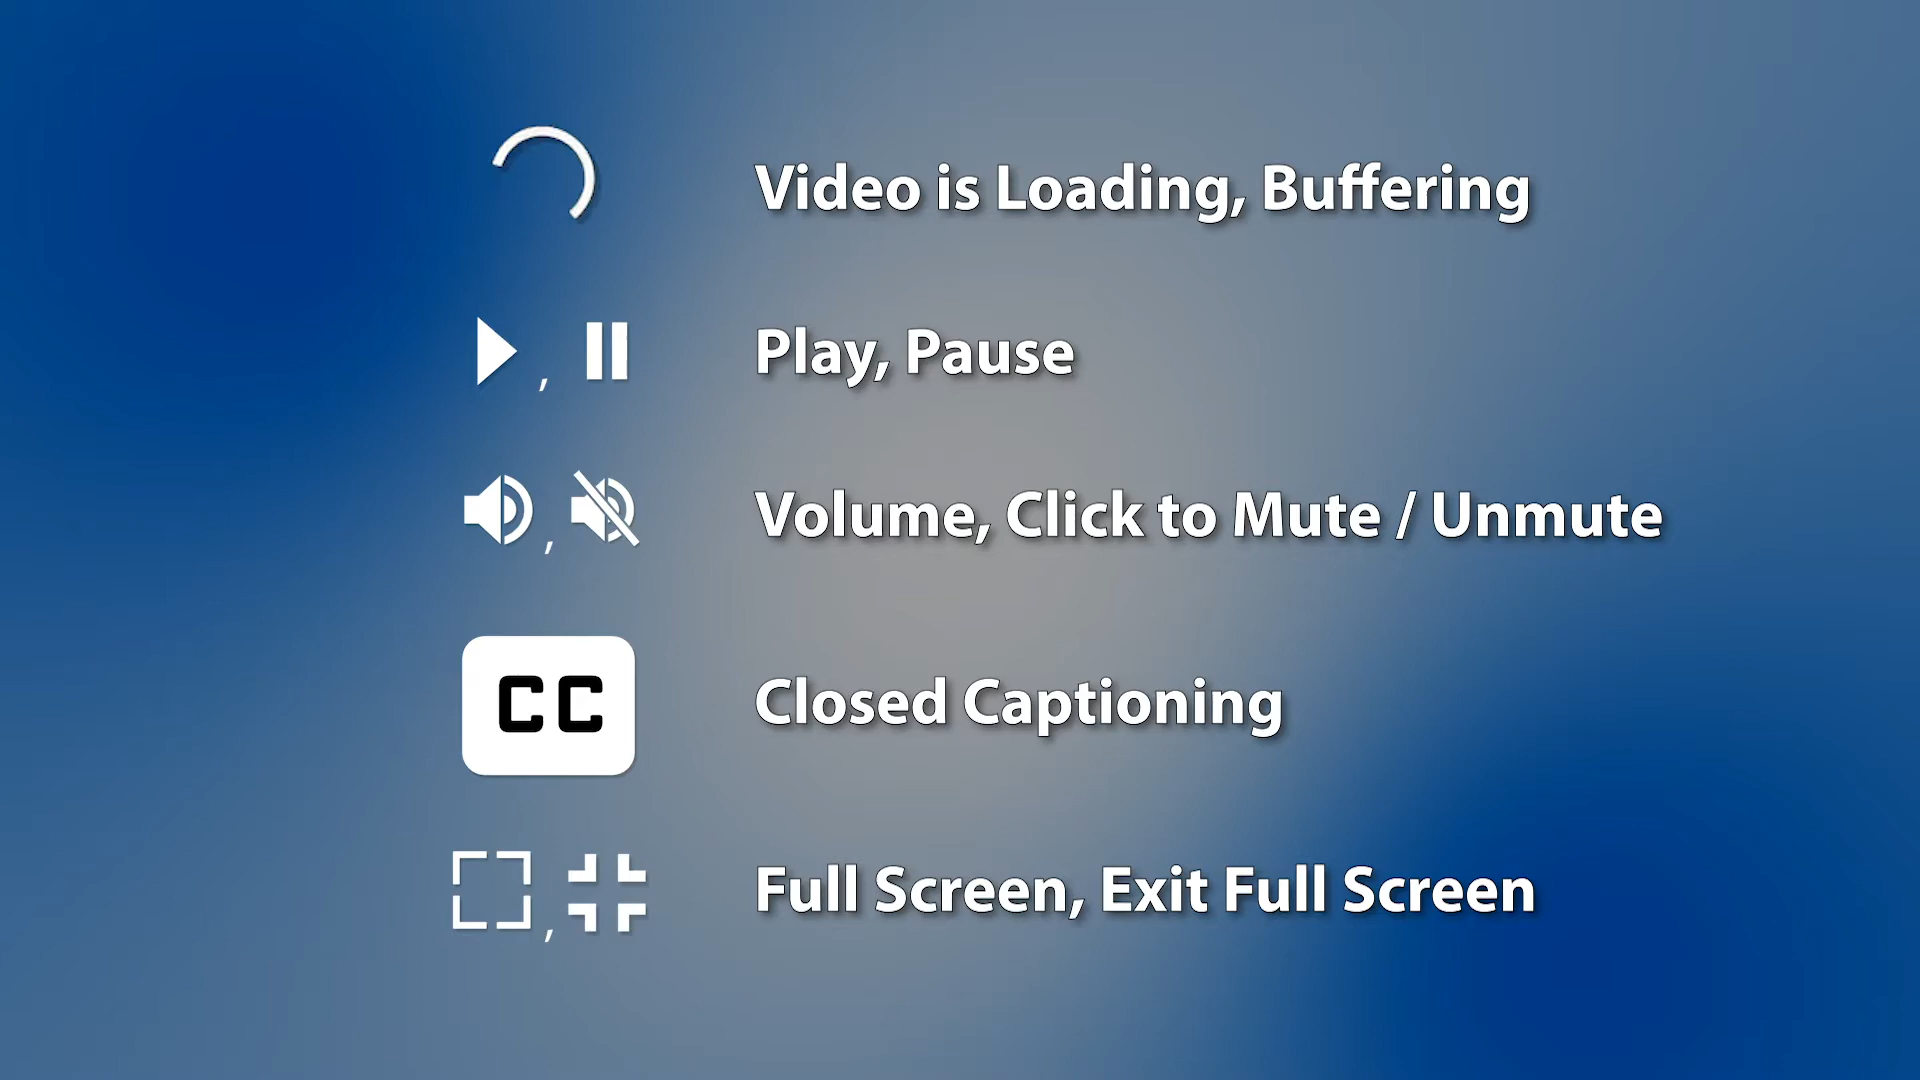 Video is Loading, Buffering
, Play, Pause
, Volume, Click to Mute / Unmute
CC Closed Captioning
, Full Screen, Exit Full Screen